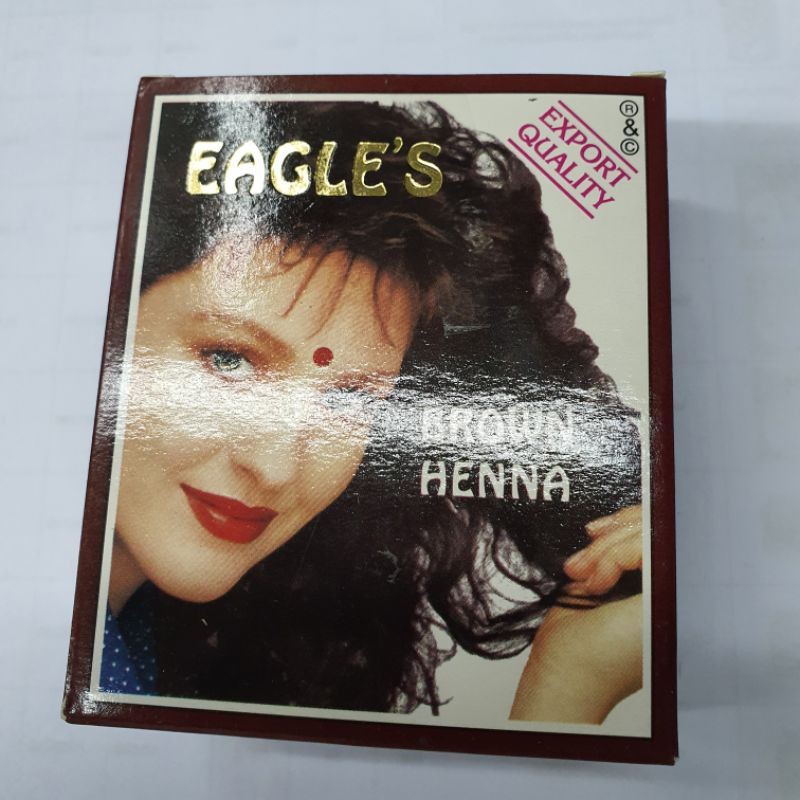 EAGLE'S
EXPORT
QUALITY
® & ©
BROWN
HENNA